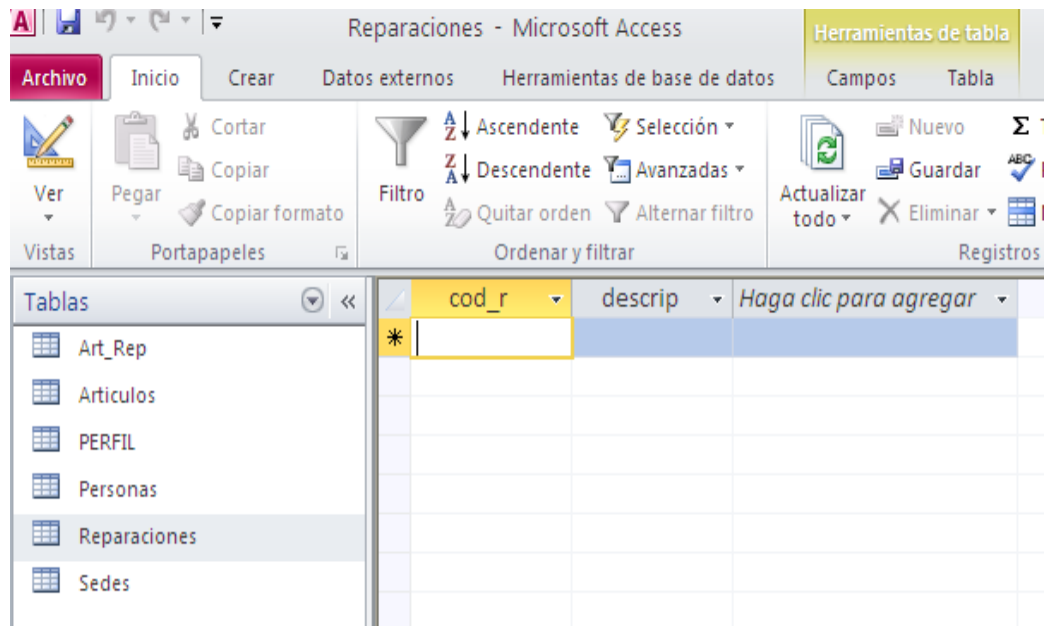 Reparaciones - Microsoft Access
Herramientas de tabla
Archivo Inicio Crear Datos externos Herramientas de base de datos Campos Tabla
Ver
Vistas
Pegar
Cortar
Copiar
Copiar formato
Portapapeles
Filtro
Ascendente
Descendente
Quitar orden
Selección
Avanzadas
Alternar filtro
Ordenar y filtrar
Actualizar
todo
Nuevo
Guardar
Eliminar
Σ
ABC
Registros
Tablas
Art_Rep
Articulos
PERFIL
Personas
Reparaciones
Sedes
cod_r descrip Haga clic para agregar